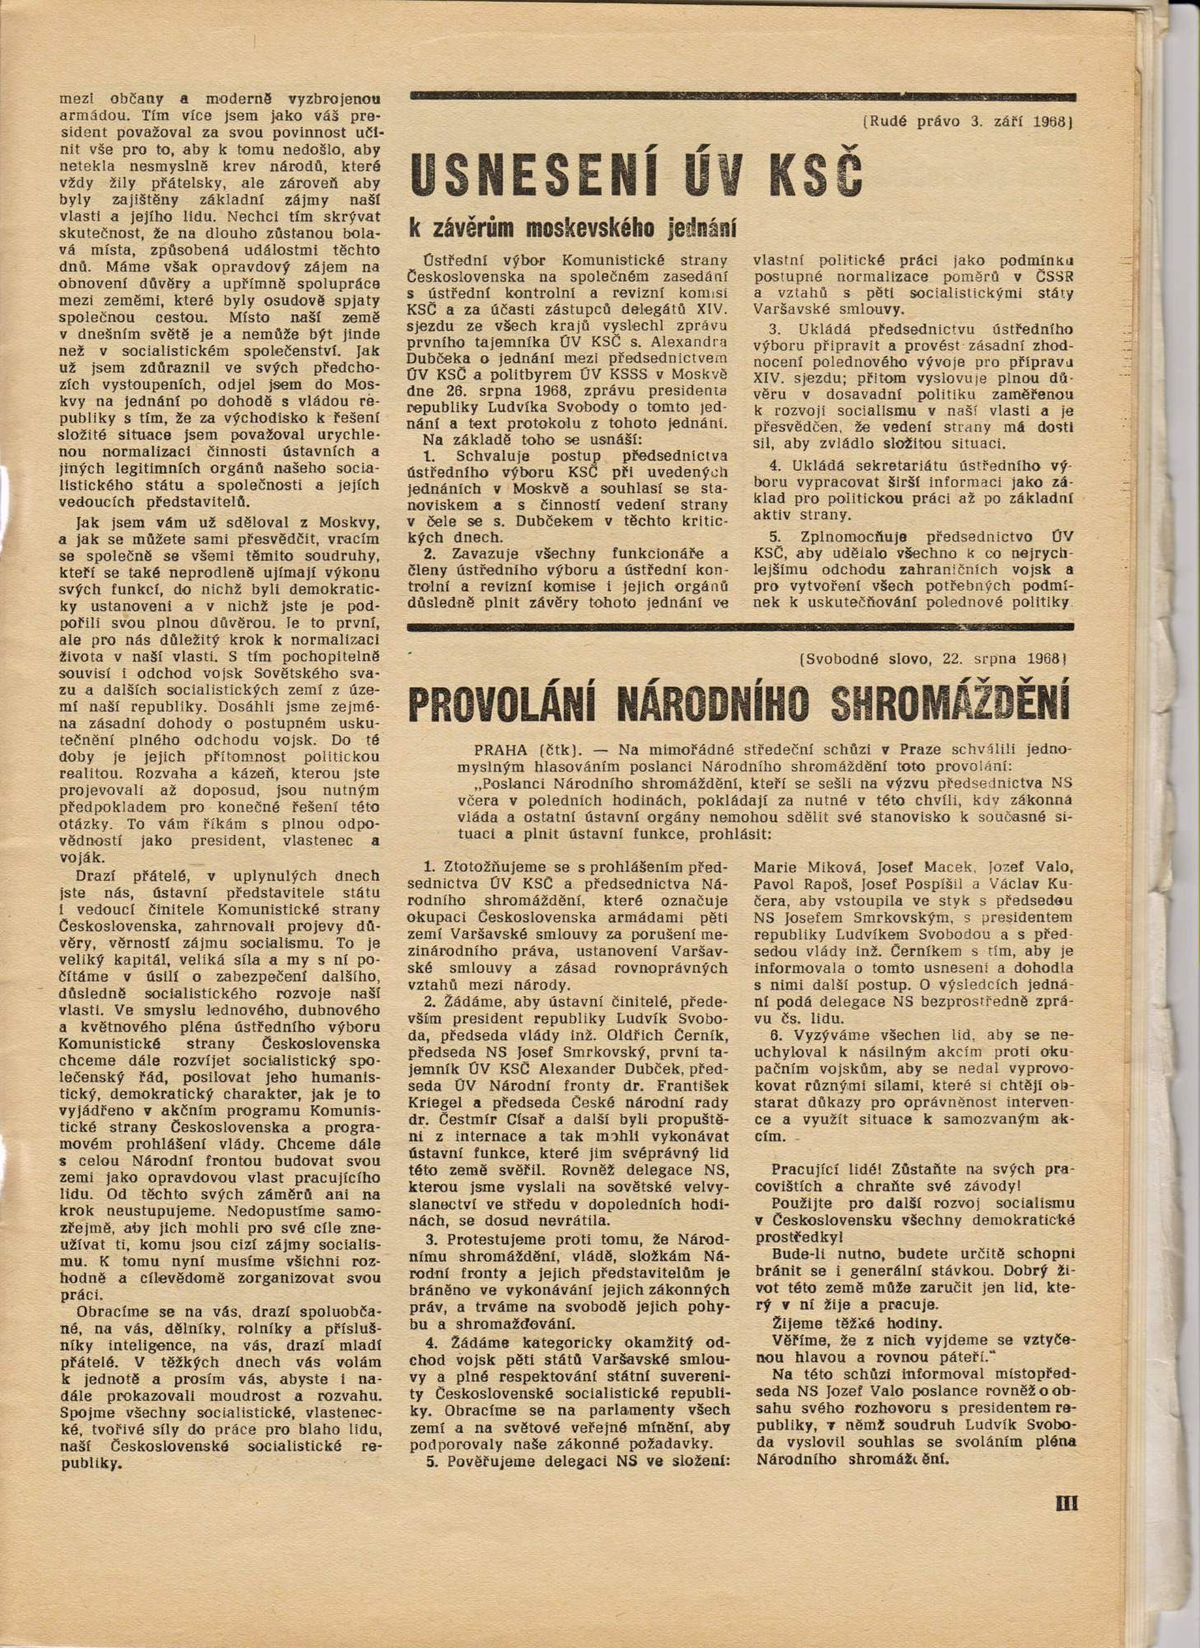 mezi občany a moderně vyzbrojenou
armádou. Tím více jsem jako váš pre-
sident považoval za svou povinnost uči-
nit vše pro to, aby k tomu nedošlo, aby
netekla nesmyslně krev národů, které
vždy žily přátelsky, ale zároveň aby
byly zajištěny základní zájmy naší
vlasti a jejího lidu. Nechci tím skrývat
skutečnost, že na dlouho zůstanou bola-
vá místa, způsobená událostmi těchto
dnů. Máme však opravdový zájem na
obnovení důvěry a upřímné spolupráce
mezi zeměmi, které byly osudově spjaty
společnou cestou. Místo naší země
v dnešním světě je a nemůže být jinde
než v socialistickém společenství. Jak
už jsem zdůraznil ve svých předcho-
zích vystoupeních, odjel jsem do Mos-
kvy na jednání po dohodě s vládou re-
publiky s tím, že za východisko k řešení
složité situace jsem považoval urychle-
nou normalizaci činnosti ústavních a
jiných legitimních orgánů našeho socia-
listického státu a společnosti a jejích
vedoucích představitelů.
Jak jsem vám už sděloval z Moskvy,
a jak se můžete sami přesvědčit, vracím
se společně se všemi těmito soudruhy,
kteří se také neprodleně ujímají výkonu
svých funkcí, do nichž byli demokratic-
ky ustanoveni a v nichž jste je pod-
pořili svou plnou důvěrou. Je to první,
ale pro nás důležitý krok k normalizaci
života v naší vlasti. S tím pochopitelně
souvisí i odchod vojsk Sovětského sva-
zu a dalších socialistických zemí z úze-
mí naší republiky. Dosáhli jsme zejmé-
na zásadní dohody o postupném usku-
tečnění plného odchodu vojsk. Do té
doby je jejich přítomnost politickou
realitou. Rozvaha a kázeň, kterou jste
projevovali až doposud, jsou nutným
předpokladem pro konečné řešení této
otázky. To vám říkám s plnou odpo-
vědností jako president, vlastenec a
voják.
Drazí přátelé, v uplynulých dnech
jste nás, ústavní představitele státu
i vedoucí činitele Komunistické strany
Československa, zahrnovali projevy dů-
věry, věrností zájmu socialismu. To je
veliký kapitál, veliká síla a my s ní po-
čítáme v úsilí o zabezpečení dalšího,
důsledně socialistického rozvoje naší
vlasti. Ve smyslu lednového, dubnového
a květnového pléna ústředního výboru
Komunistické strany Československa
chceme dále rozvíjet socialistický spo-
lečenský řád, posilovat jeho humanis-
tický, demokratický charakter, jak je to
vyjádřeno v akčním programu Komunis-
tické strany Československa a progra-
movém prohlášení vlády. Chceme dále
s celou Národní frontou budovat svou
zemi jako opravdovou vlast pracujícího
lidu. Od těchto svých záměrů ani na
krok neustupujeme. Nedopustíme samo-
zřejmě, aby jich mohli pro své cíle zne-
užívat ti, komu jsou cizí zájmy socialis-
mu. K tomu nyní musíme všichni roz-
hodně a cílevědomě zorganizovat svou
práci.
Obracíme se na vás, drazí spoluobča-
né, na vás, dělníky, rolníky a přísluš-
níky inteligence, na vás, drazí mladí
přátelé. V těžkých dnech vás volám
k jednotě a prosím vás, abyste i na-
dále prokazovali moudrost a rozvahu.
Spojme všechny socialistické, vlastenec-
ké, tvořivé síly do práce pro blaho lidu,
naší Československé socialistické re-
publiky.
(Rudé právo 3. září 1968)
USNESENÍ ÚV KSČ
k závěrům moskevského jednání
Ústřední výbor Komunistické strany
Československa na společném zasedání
s ústřední kontrolní a revizní komisí
KSČ a za účasti zástupců delegátů XIV.
sjezdu ze všech krajů vyslechl zprávu
prvního tajemníka ÚV KSČ s. Alexandra
Dubčeka o jednání mezi předsednictvem
ÚV KSČ a politbyrem ÚV KSSS v Moskvě
dne 26. srpna 1968, zprávu presidenta
republiky Ludvíka Svobody o tomto jed-
nání a text protokolu z tohoto jednání.
Na základě toho se usnáší:
1. Schvaluje postup předsednictva
ústředního výboru KSČ při uvedených
jednáních v Moskvě a souhlasí se sta-
noviskem a s činností vedení strany
v čele se s. Dubčekem v těchto kritic-
kých dnech.
2. Zavazuje všechny funkcionáře a
členy ústředního výboru a ústřední kon-
trolní a revizní komise i jejich orgánů
důsledně plnit závěry tohoto jednání ve
vlastní politické práci jako podmínku
postupné normalizace poměrů v ČSSR
a vztahů s pěti socialistickými státy
Varšavské smlouvy.
3. Ukládá předsednictvu ústředního
výboru připravit a provést zásadní zhod-
nocení polednového vývoje pro přípravu
XIV. sjezdu; přitom vyslovuje plnou dů-
věru v dosavadní politiku zaměřenou
k rozvoji socialismu v naší vlasti a je
přesvědčen, že vedení strany má dosti
sil, aby zvládlo složitou situaci.
4. Ukládá sekretariátu ústředního vý-
boru vypracovat širší informaci jako zá-
klad pro politickou práci až po základní
aktiv strany.
5. Zplnomocňuje předsednictvo ÚV
KSČ, aby udělalo všechno k co nejrych-
lejšímu odchodu zahraničních vojsk a
pro vytvoření všech potřebných podmí-
nek k uskutečňování polednové politiky
(Svobodné slovo, 22. srpna 1968)
PROVOLÁNÍ NÁRODNÍHO SHROMÁŽDĚNÍ
PRAHA (čtk). — Na mimořádné středeční schůzi v Praze schválili jedno-
myslným hlasováním poslanci Národního shromáždění toto provolání:
„Poslanci Národního shromáždění, kteří se sešli na výzvu předsednictva NS
včera v poledních hodinách, pokládají za nutné v této chvíli, kdy zákonná
vláda a ostatní ústavní orgány nemohou sdělit své stanovisko k současné si-
tuaci a plnit ústavní funkce, prohlásit:
1. Ztotožňujeme se s prohlášením před-
sednictva ÚV KSČ a předsednictva Ná-
rodního shromáždění, které označuje
okupaci Československa armádami pěti
zemí Varšavské smlouvy za porušení me-
zinárodního práva, ustanovení Varšav-
ské smlouvy a zásad rovnoprávných
vztahů mezi národy.
2. Žádáme, aby ústavní činitelé, přede-
vším president republiky Ludvík Svobo-
da, předseda vlády inž. Oldřich Černík,
předseda NS Josef Smrkovský, první ta-
jemník ÚV KSČ Alexander Dubček, před-
seda ÚV Národní fronty dr. František
Kriegel a předseda České národní rady
dr. Čestmír Císař a další byli propuště-
ni z internace a tak mohli vykonávat
ústavní funkce, které jim svéprávný lid
této země svěřil. Rovněž delegace NS,
kterou jsme vyslali na sovětské velvy-
slanectví ve středu v dopoledních hodi-
nách, se dosud nevrátila.
3. Protestujeme proti tomu, že Národ-
nímu shromáždění, vládě, složkám Ná-
rodní fronty a jejich představitelům je
bráněno ve vykonávání jejich zákonných
práv, a trváme na svobodě jejich pohy-
bu a shromažďování.
4. Žádáme kategoricky okamžitý od-
chod vojsk pěti států Varšavské smlou-
vy a plné respektování státní suvereni-
ty Československé socialistické republi-
ky. Obracíme se na parlamenty všech
zemí a na světové veřejné mínění, aby
podporovaly naše zákonné požadavky.
5. Pověřujeme delegaci NS ve složení:
Marie Miková, Josef Macek, Jozef Valo,
Pavol Rapoš, Josef Pospíšil a Václav Ku-
čera, aby vstoupila ve styk s předsedou
NS Josefem Smrkovským, s presidentem
republiky Ludvíkem Svobodou a s před-
sedou vlády inž. Černíkem s tím, aby je
informovala o tomto usnesení a dohodla
s nimi další postup. O výsledcích jedná-
ní podá delegace NS bezprostředně zprá-
vu čs. lidu.
6. Vyzýváme všechen lid, aby se ne-
uchyloval k násilným akcím proti oku-
pačním vojskům, aby se nedal vyprovo-
kovat různými silami, které si chtějí ob-
starat důkazy pro oprávněnost interven-
ce a využít situace k samozvaným ak-
cím.
Pracující lidé! Zůstaňte na svých pra-
covištích a chraňte své závody!
Použijte pro další rozvoj socialismu
v Československu všechny demokratické
prostředky!
Bude-li nutno, budete určitě schopni
bránit se i generální stávkou. Dobrý ži-
vot této země může zaručit jen lid, kte-
rý v ní žije a pracuje.
Žijeme těžké hodiny.
Věříme, že z nich vyjdeme se vztyče-
nou hlavou a rovnou páteří.“
Na této schůzi informoval místopřed-
seda NS Jozef Valo poslance rovněž o ob-
sahu svého rozhovoru s presidentem re-
publiky, v němž soudruh Ludvík Svobo-
da vyslovil souhlas se svoláním pléna
Národního shromáždění.
III